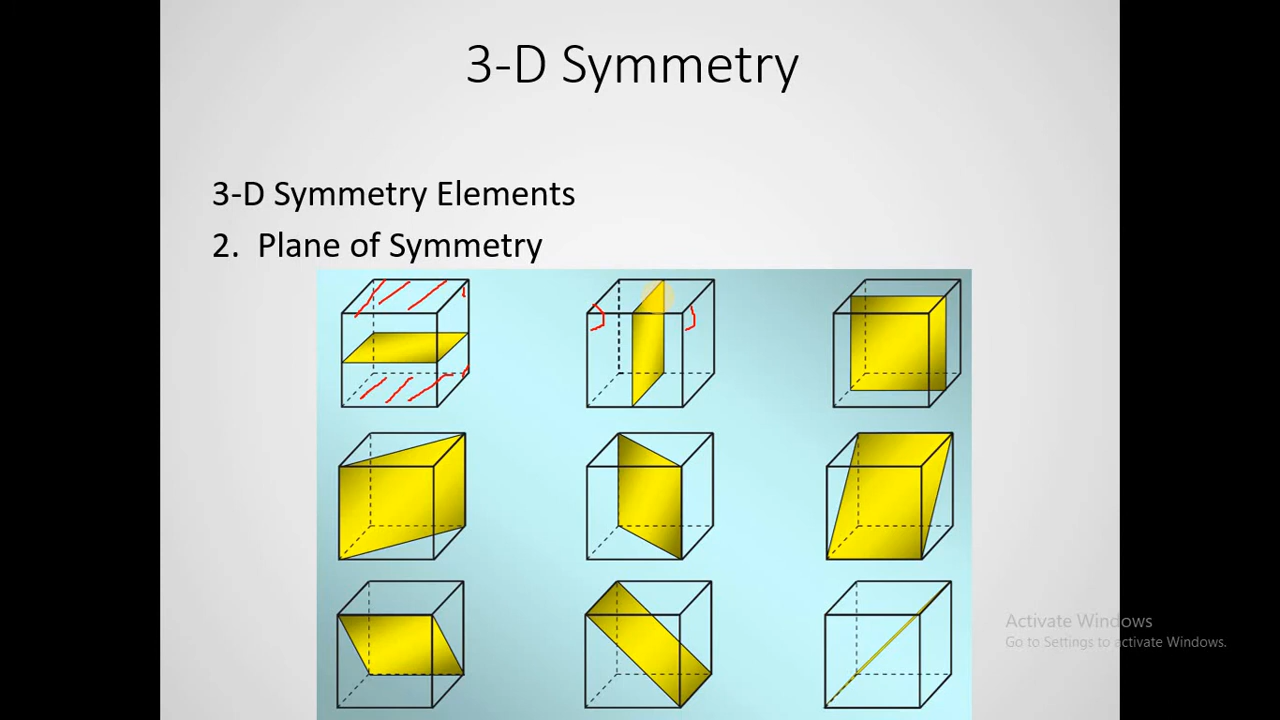 3-D Symmetry
3-D Symmetry Elements
2. Plane of Symmetry
Activate Windows
Go to Settings to activate Windows.